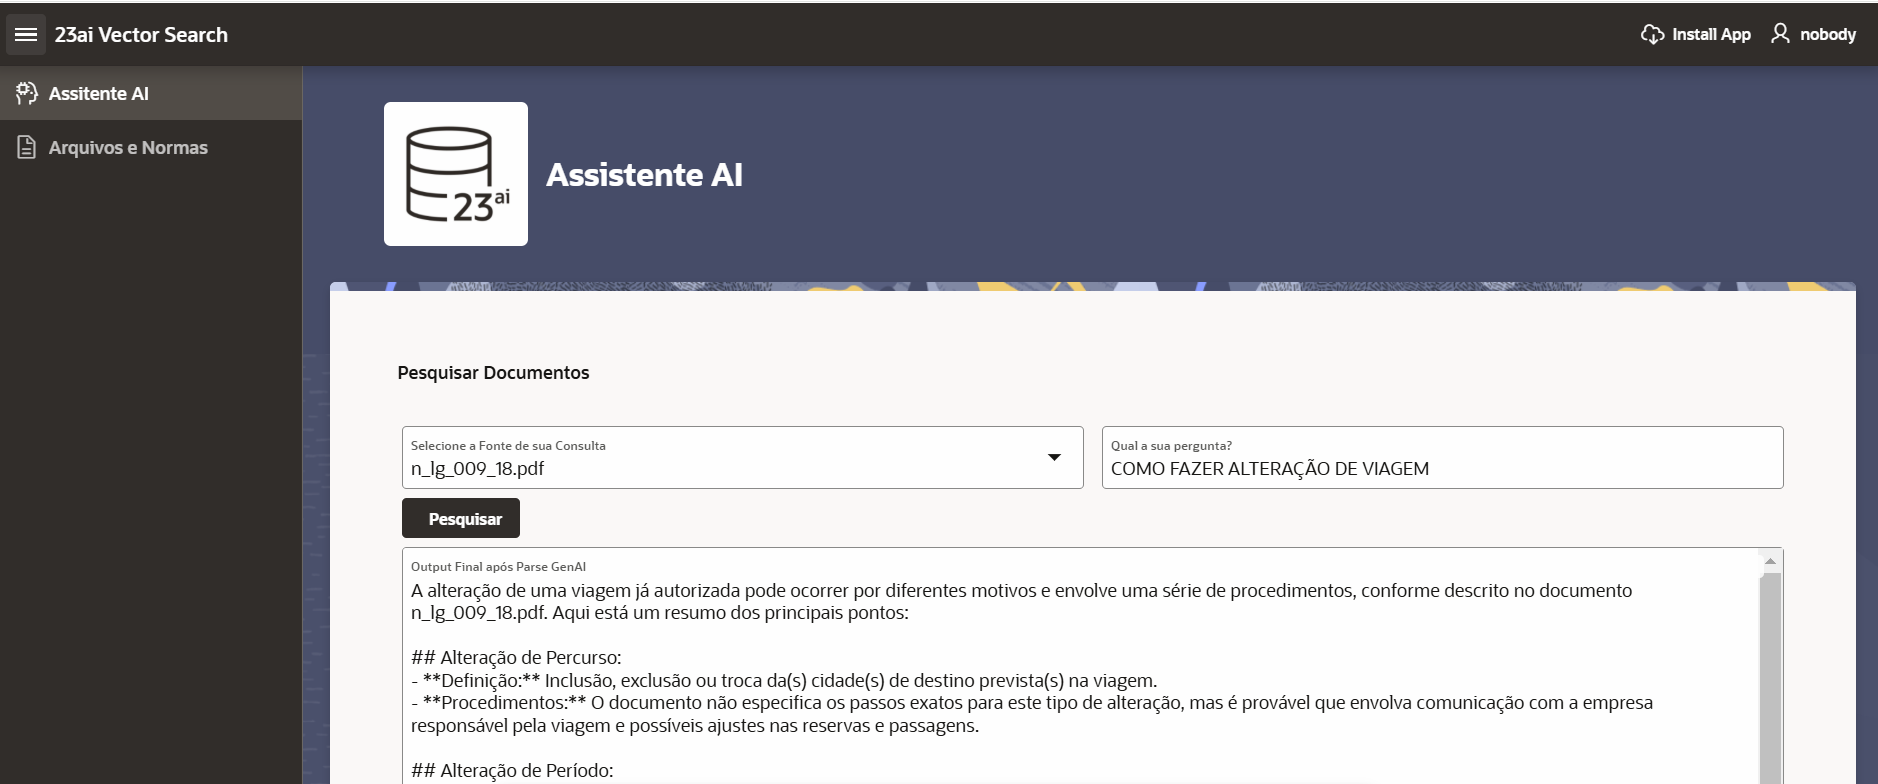 23ai Vector Search
Install App
nobody
Assitente AI
Arquivos e Normas
23ai
Assistente AI
Pesquisar Documentos
Selecione a Fonte de sua Consulta
n_lg_009_18.pdf
Qual a sua pergunta?
COMO FAZER ALTERAÇÃO DE VIAGEM
Pesquisar
Output Final após Parse GenAI
A alteração de uma viagem já autorizada pode ocorrer por diferentes motivos e envolve uma série de procedimentos, conforme descrito no documento
n_lg_009_18.pdf. Aqui está um resumo dos principais pontos:
## Alteração de Percurso:
- **Definição:** Inclusão, exclusão ou troca da(s) cidade(s) de destino prevista(s) na viagem.
- **Procedimentos:** O documento não especifica os passos exatos para este tipo de alteração, mas é provável que envolva comunicação com a empresa
responsável pela viagem e possíveis ajustes nas reservas e passagens.
## Alteração de Período: